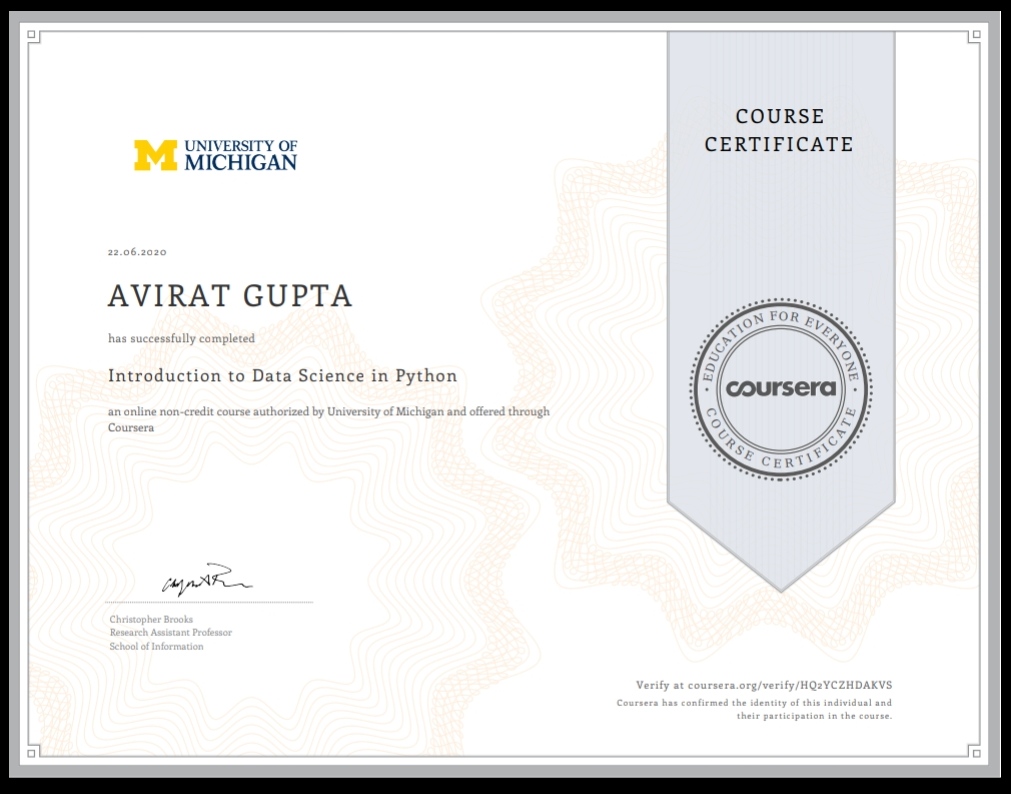 COURSE
CERTIFICATE
UNIVERSITY OF
MICHIGAN
22.06.2020
AVIRAT GUPTA
has successfully completed
Introduction to Data Science in Python
an online non-credit course authorized by University of Michigan and offered through
Coursera
EDUCATION FOR EVERYONE
coursera
COURSE CERTIFICATE
Christopher Brooks
Research Assistant Professor
School of Information
Verify at coursera.org/verify/HQ2YCZHDAKVS
Coursera has confirmed the identity of this individual and
their participation in the course.